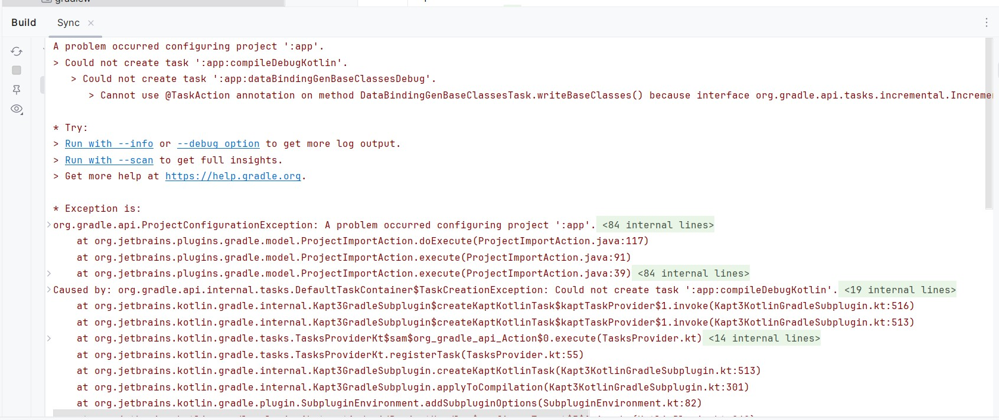 gradlew
Build Sync
A problem occurred configuring project ':app'.
> Could not create task ':app:compileDebugKotlin'.
> Could not create task ':app:dataBindingGenBaseClassesDebug'.
> Cannot use @TaskAction annotation on method DataBindingGenBaseClassesTask.writeBaseClasses() because interface org.gradle.api.tasks.incremental.Increme
* Try:
> Run with --info or --debug option to get more log output.
> Run with --scan to get full insights.
> Get more help at https://help.gradle.org.
* Exception is:
org.gradle.api.ProjectConfigurationException: A problem occurred configuring project ':app'. <84 internal lines>
at org.jetbrains.plugins.gradle.model.ProjectImportAction.doExecute(ProjectImportAction.java:117)
at org.jetbrains.plugins.gradle.model.ProjectImportAction.execute(ProjectImportAction.java:91)
at org.jetbrains.plugins.gradle.model.ProjectImportAction.execute(ProjectImportAction.java:39) <84 internal lines>
Caused by: org.gradle.api.internal.tasks.DefaultTaskContainer$TaskCreationException: Could not create task ':app:compileDebugKotlin'. <19 internal lines>
at org.jetbrains.kotlin.gradle.internal.Kapt3GradleSubplugin$createKaptKotlinTask$kaptTaskProvider$1.invoke(Kapt3KotlinGradleSubplugin.kt:516)
at org.jetbrains.kotlin.gradle.internal.Kapt3GradleSubplugin$createKaptKotlinTask$kaptTaskProvider$1.invoke(Kapt3KotlinGradleSubplugin.kt:513)
at org.jetbrains.kotlin.gradle.tasks.TasksProviderKt$sam$org_gradle_api_Action$0.execute(TasksProvider.kt) <14 internal lines>
at org.jetbrains.kotlin.gradle.tasks.TasksProviderKt.registerTask(TasksProvider.kt:55)
at org.jetbrains.kotlin.gradle.internal.Kapt3GradleSubplugin.createKaptKotlinTask(Kapt3KotlinGradleSubplugin.kt:513)
at org.jetbrains.kotlin.gradle.internal.Kapt3GradleSubplugin.applyToCompilation(Kapt3KotlinGradleSubplugin.kt:301)
at org.jetbrains.kotlin.gradle.plugin.SubpluginEnvironment.addSubpluginOptions(SubpluginEnvironment.kt:82)